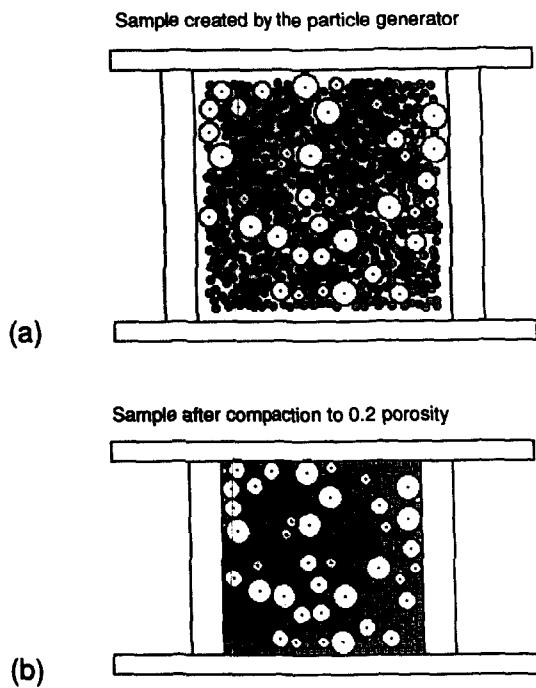 Sample created by the particle generator
(a)
Sample after compaction to 0.2 porosity
(b)